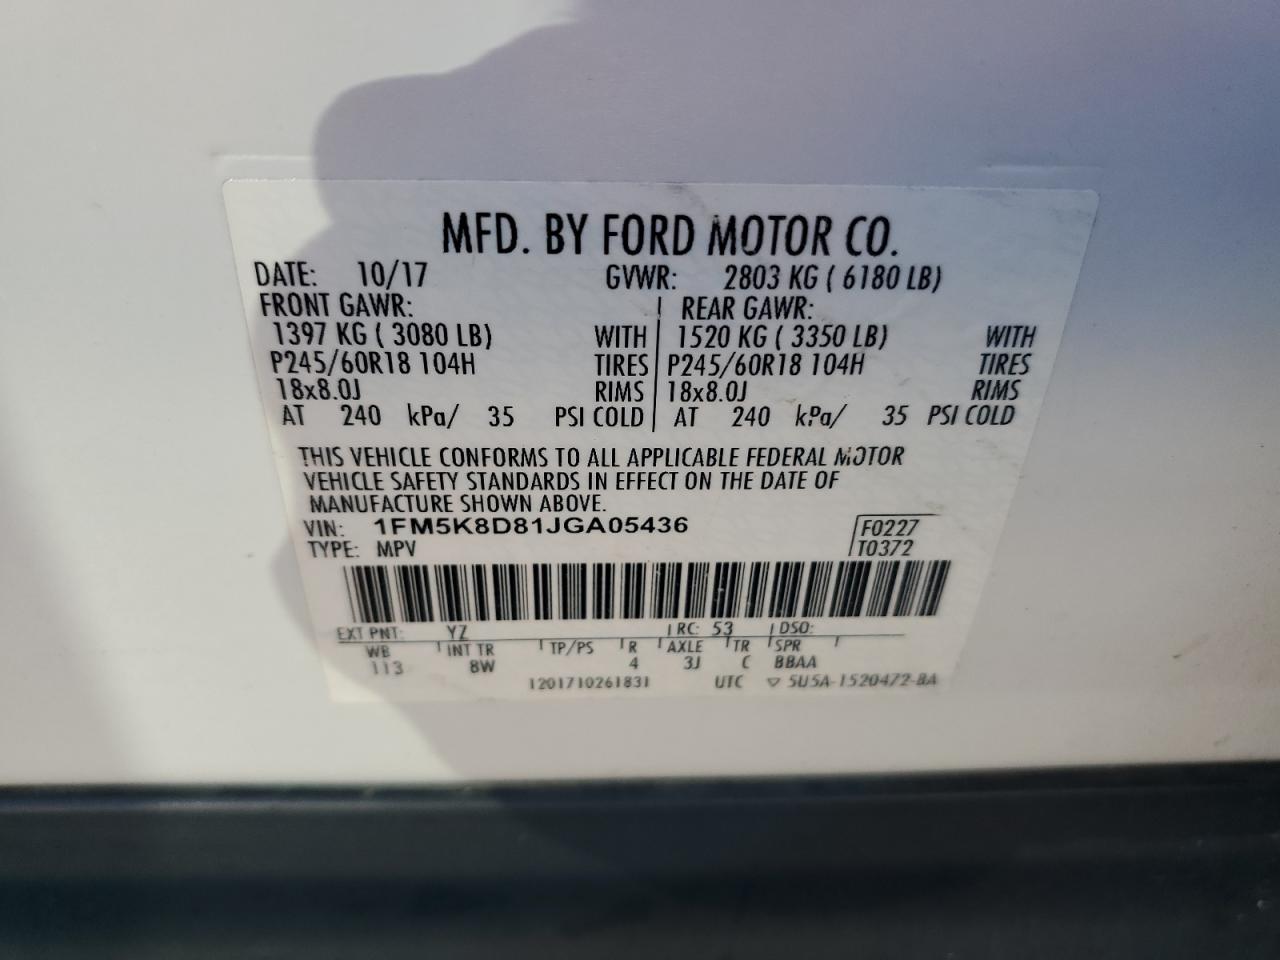 MFD. BY FORD MOTOR CO.
DATE: 10/17 GVWR: 2803 KG ( 6180 LB)
FRONT GAWR: REAR GAWR:
1397 KG ( 3080 LB) WITH 1520 KG ( 3350 LB) WITH
P245/60R18 104H TIRES P245/60R18 104H TIRES
18x8.0J RIMS 18x8.0J RIMS
AT 240 kPa/ 35 PSI COLD AT 240 kPa/ 35 PSI COLD
THIS VEHICLE CONFORMS TO ALL APPLICABLE FEDERAL MOTOR
VEHICLE SAFETY STANDARDS IN EFFECT ON THE DATE OF
MANUFACTURE SHOWN ABOVE.
VIN: 1FM5K8D81JGA05436 F0227
TYPE: MPV T0372
EXT PNT: YZ RC: 53 DSO:
WB INT TR TP/PS R AXLE TR SPR
113 8W 4 3J C BBAA
1201710261831 UTC ▽ 5U5A-1520472-BA